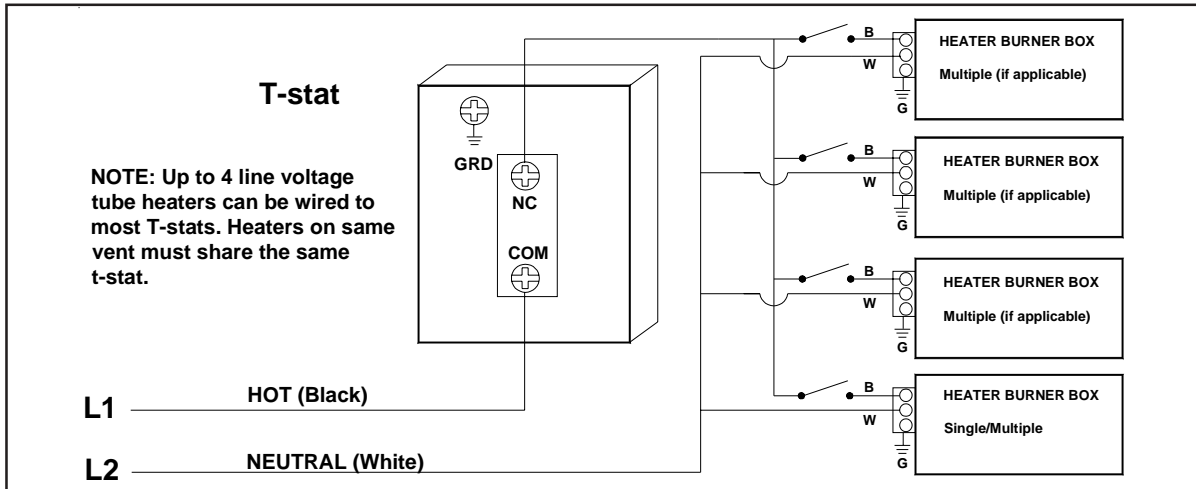 T-stat
NOTE: Up to 4 line voltage
tube heaters can be wired to
most T-stats. Heaters on same
vent must share the same
t-stat.
GRD
NC
COM
L1
HOT (Black)
L2
NEUTRAL (White)
B
W
G
HEATER BURNER BOX
Multiple (if applicable)
B
W
G
HEATER BURNER BOX
Multiple (if applicable)
B
W
G
HEATER BURNER BOX
Multiple (if applicable)
B
W
G
HEATER BURNER BOX
Single/Multiple